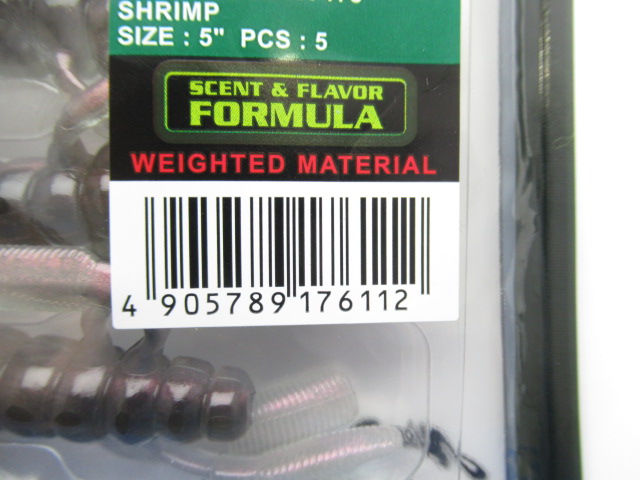 SHRIMP
SIZE : 5" PCS : 5
SCENT & FLAVOR
FORMULA
WEIGHTED MATERIAL
4 905789 176112